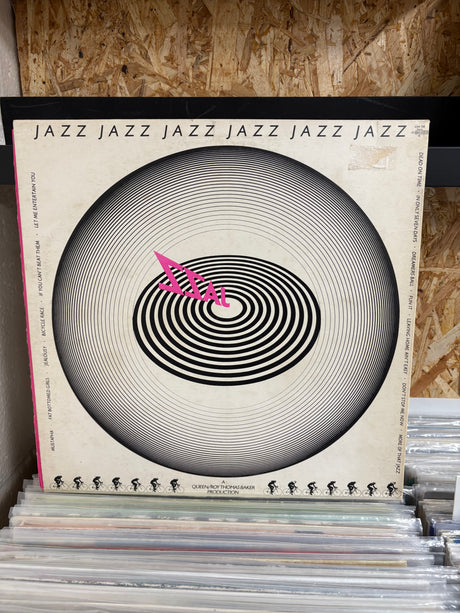 JAZZ JAZZ JAZZ JAZZ JAZZ JAZZ
MUSTAPHA · FAT BOTTOMED GIRLS · JEALOUSY · BICYCLE RACE · IF YOU CAN'T BEAT THEM · LET ME ENTERTAIN YOU
JAZZ
DEAD ON TIME · IN ONLY SEVEN DAYS · DREAMERS BALL · FUN IT · LEAVING HOME AIN'T EASY · DON'T STOP ME NOW · MORE OF THAT JAZZ
A
QUEEN/ROY THOMAS BAKER
PRODUCTION